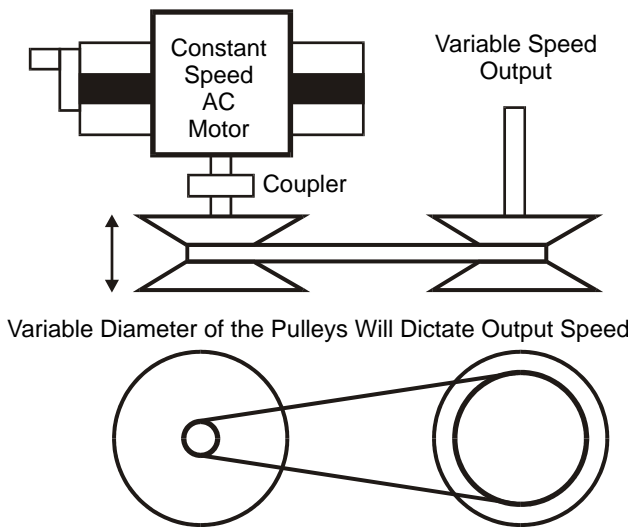 Constant
Speed
AC
Motor
Variable Speed
Output
Coupler
Variable Diameter of the Pulleys Will Dictate Output Speed